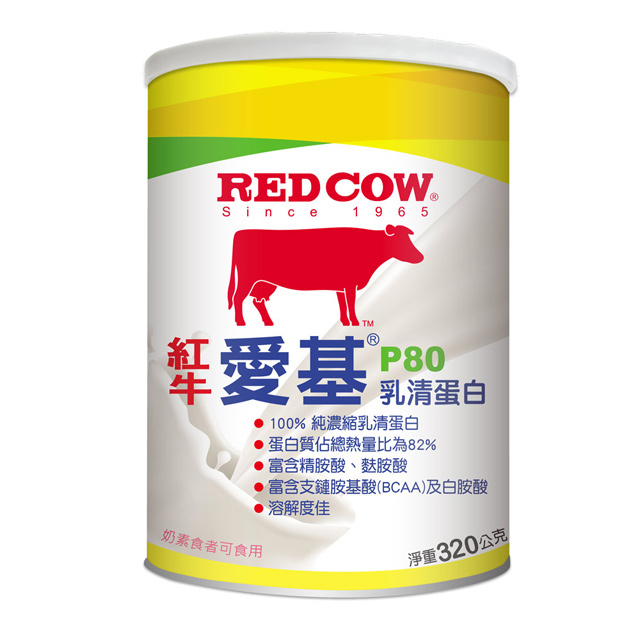 RED COW®
Since 1965
TM
紅牛
愛基® P80
乳清蛋白
● 100% 純濃縮乳清蛋白
● 蛋白質佔總熱量比為82%
● 富含精胺酸、麩胺酸
● 富含支鏈胺基酸(BCAA)及白胺酸
● 溶解度佳
奶素食者可食用
淨重320公克